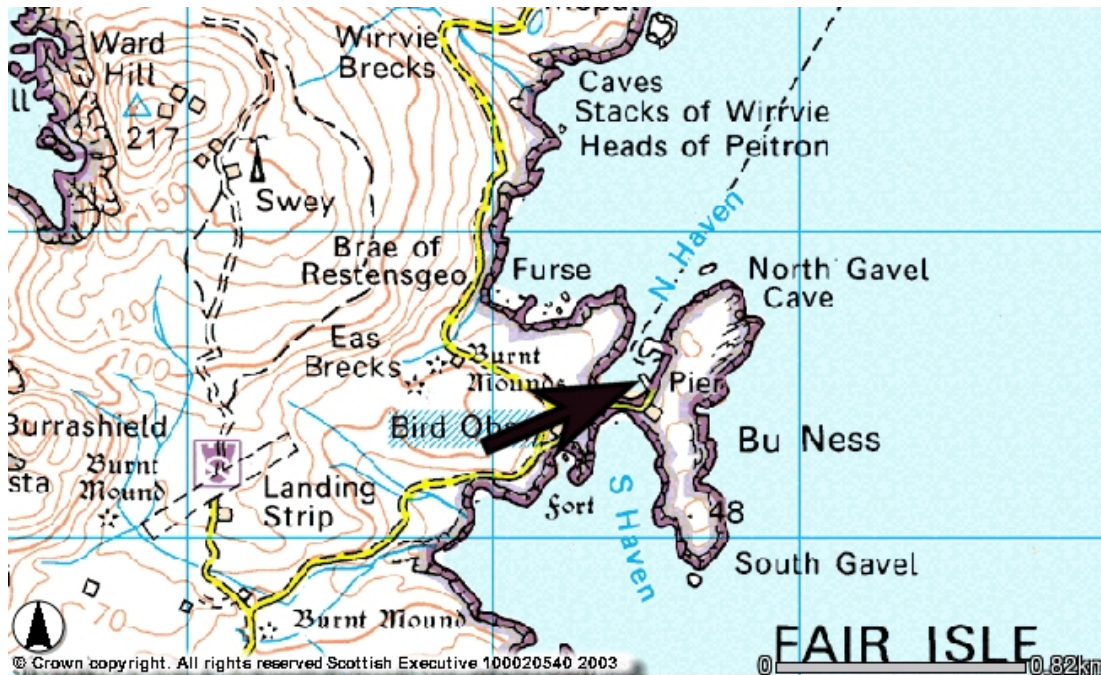 Ward
Hill
217
Wirrvie
Brecks
Caves
Stacks of Wirrvie
Heads of Peitron
Swey
150
Brae of
Restensgeo
Furse
N Haven
North Gavel
Cave
120
100
Eas
Brecks
Burnt
Mounds
Pier
Bird Obs
Bu Ness
Burrashield
Burnt
Mound
sta
Landing
Strip
Fort
S Haven
48
South Gavel
70
Burnt Mound
FAIR ISLE
© Crown copyright. All rights reserved Scottish Executive 100020540 2003
0 0.82km